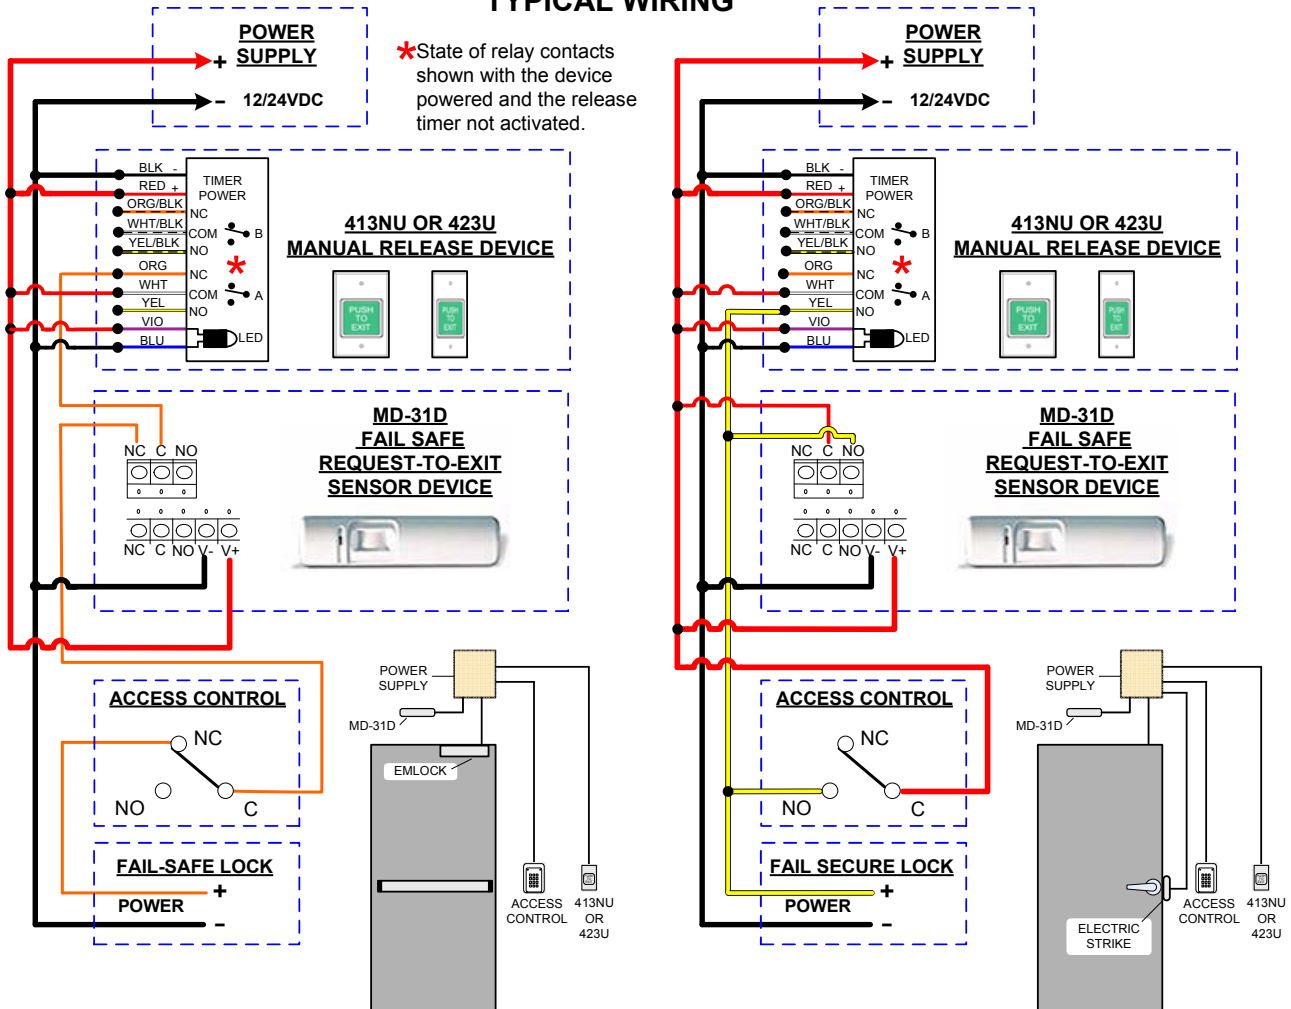 TYPICAL WIRING
POWER
SUPPLY
+
- 12/24VDC
*State of relay contacts
shown with the device
powered and the release
timer not activated.
BLK -
RED +
ORG/BLK
WHT/BLK
YEL/BLK
ORG
WHT
YEL
VIO
BLU
TIMER
POWER
NC
COM B
NO
*
NC
COM A
NO
LED
413NU OR 423U
MANUAL RELEASE DEVICE
PUSH
TO
EXIT
PUSH
TO
EXIT
MD-31D
FAIL SAFE
REQUEST-TO-EXIT
SENSOR DEVICE
NC C NO
NC C NO V- V+
ACCESS CONTROL
NC
NO
C
FAIL-SAFE LOCK
+
POWER
-
POWER
SUPPLY
MD-31D
EMLOCK
ACCESS
CONTROL
413NU
OR
423U
POWER
SUPPLY
+
- 12/24VDC
BLK -
RED +
ORG/BLK
WHT/BLK
YEL/BLK
ORG
WHT
YEL
VIO
BLU
TIMER
POWER
NC
COM B
NO
*
NC
COM A
NO
LED
413NU OR 423U
MANUAL RELEASE DEVICE
PUSH
TO
EXIT
PUSH
TO
EXIT
MD-31D
FAIL SAFE
REQUEST-TO-EXIT
SENSOR DEVICE
NC C NO
NC C NO V- V+
ACCESS CONTROL
NC
NO
C
FAIL SECURE LOCK
+
POWER
-
POWER
SUPPLY
MD-31D
ELECTRIC
STRIKE
ACCESS
CONTROL
413NU
OR
423U